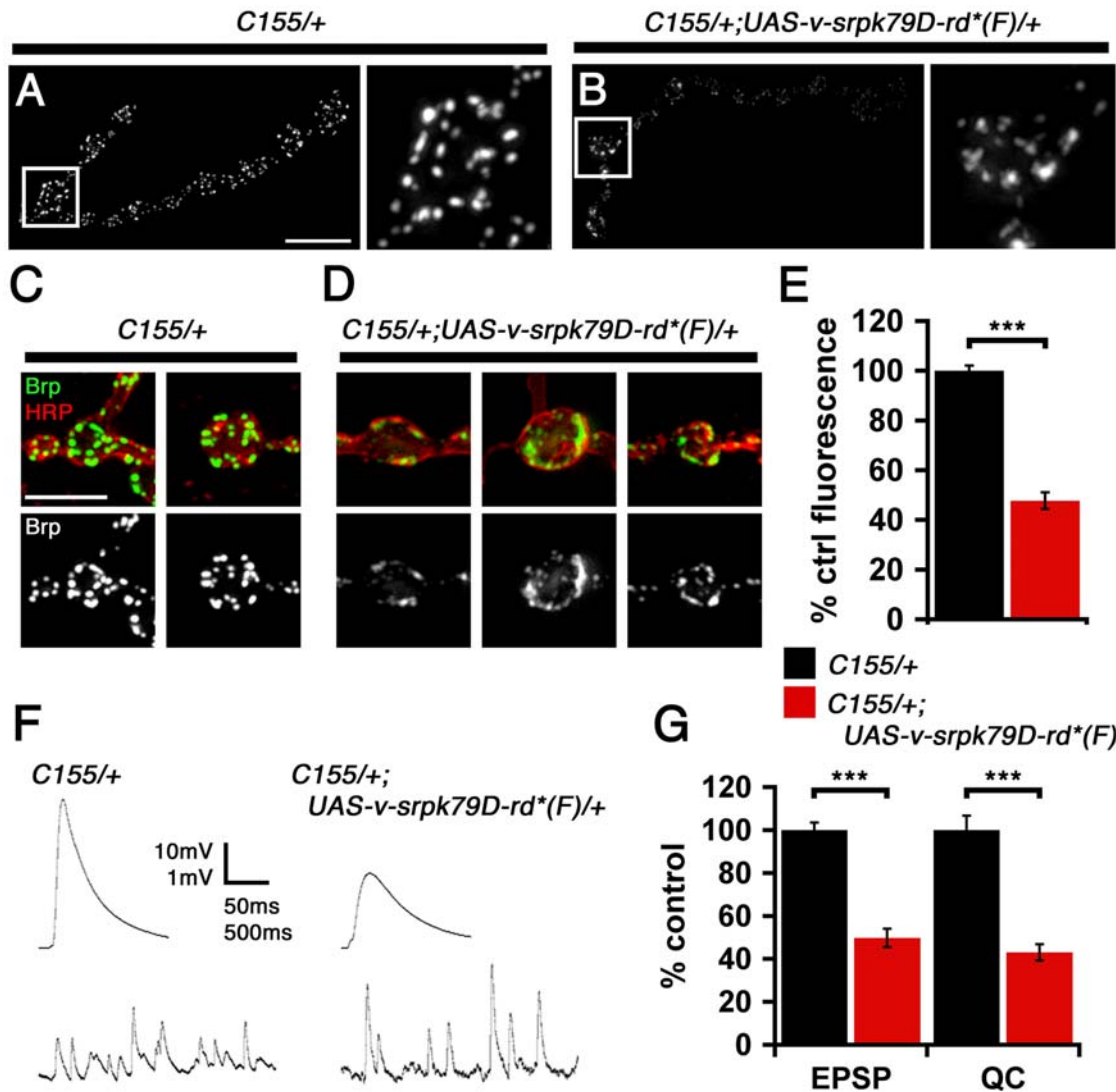 C155/+
C155/+;UAS-v-srpk79D-rd*(F)/+
A
B
C
D
E
C155/+
C155/+;UAS-v-srpk79D-rd*(F)/+
Brp
HRP
Brp
% ctrl fluorescence
120
100
80
60
40
20
0
***
C155/+
C155/+;
UAS-v-srpk79D-rd*(F)
F
C155/+
C155/+;
UAS-v-srpk79D-rd*(F)/+
10mV
1mV
50ms
500ms
G
% control
120
100
80
60
40
20
0
***
***
EPSP
QC